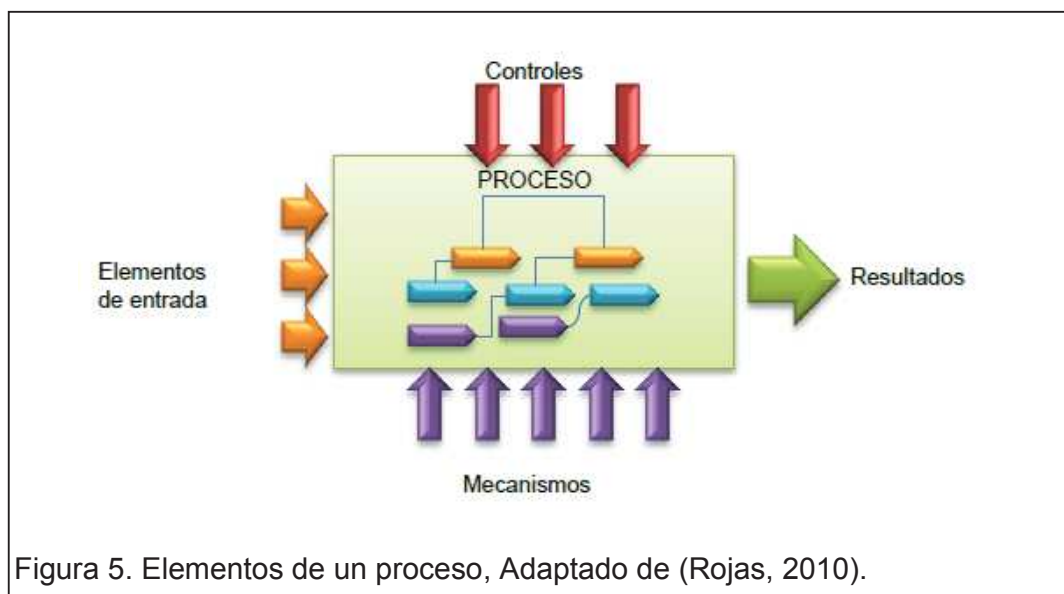 Controles
PROCESO
Elementos
de entrada
Resultados
Mecanismos
Figura 5. Elementos de un proceso, Adaptado de (Rojas, 2010).